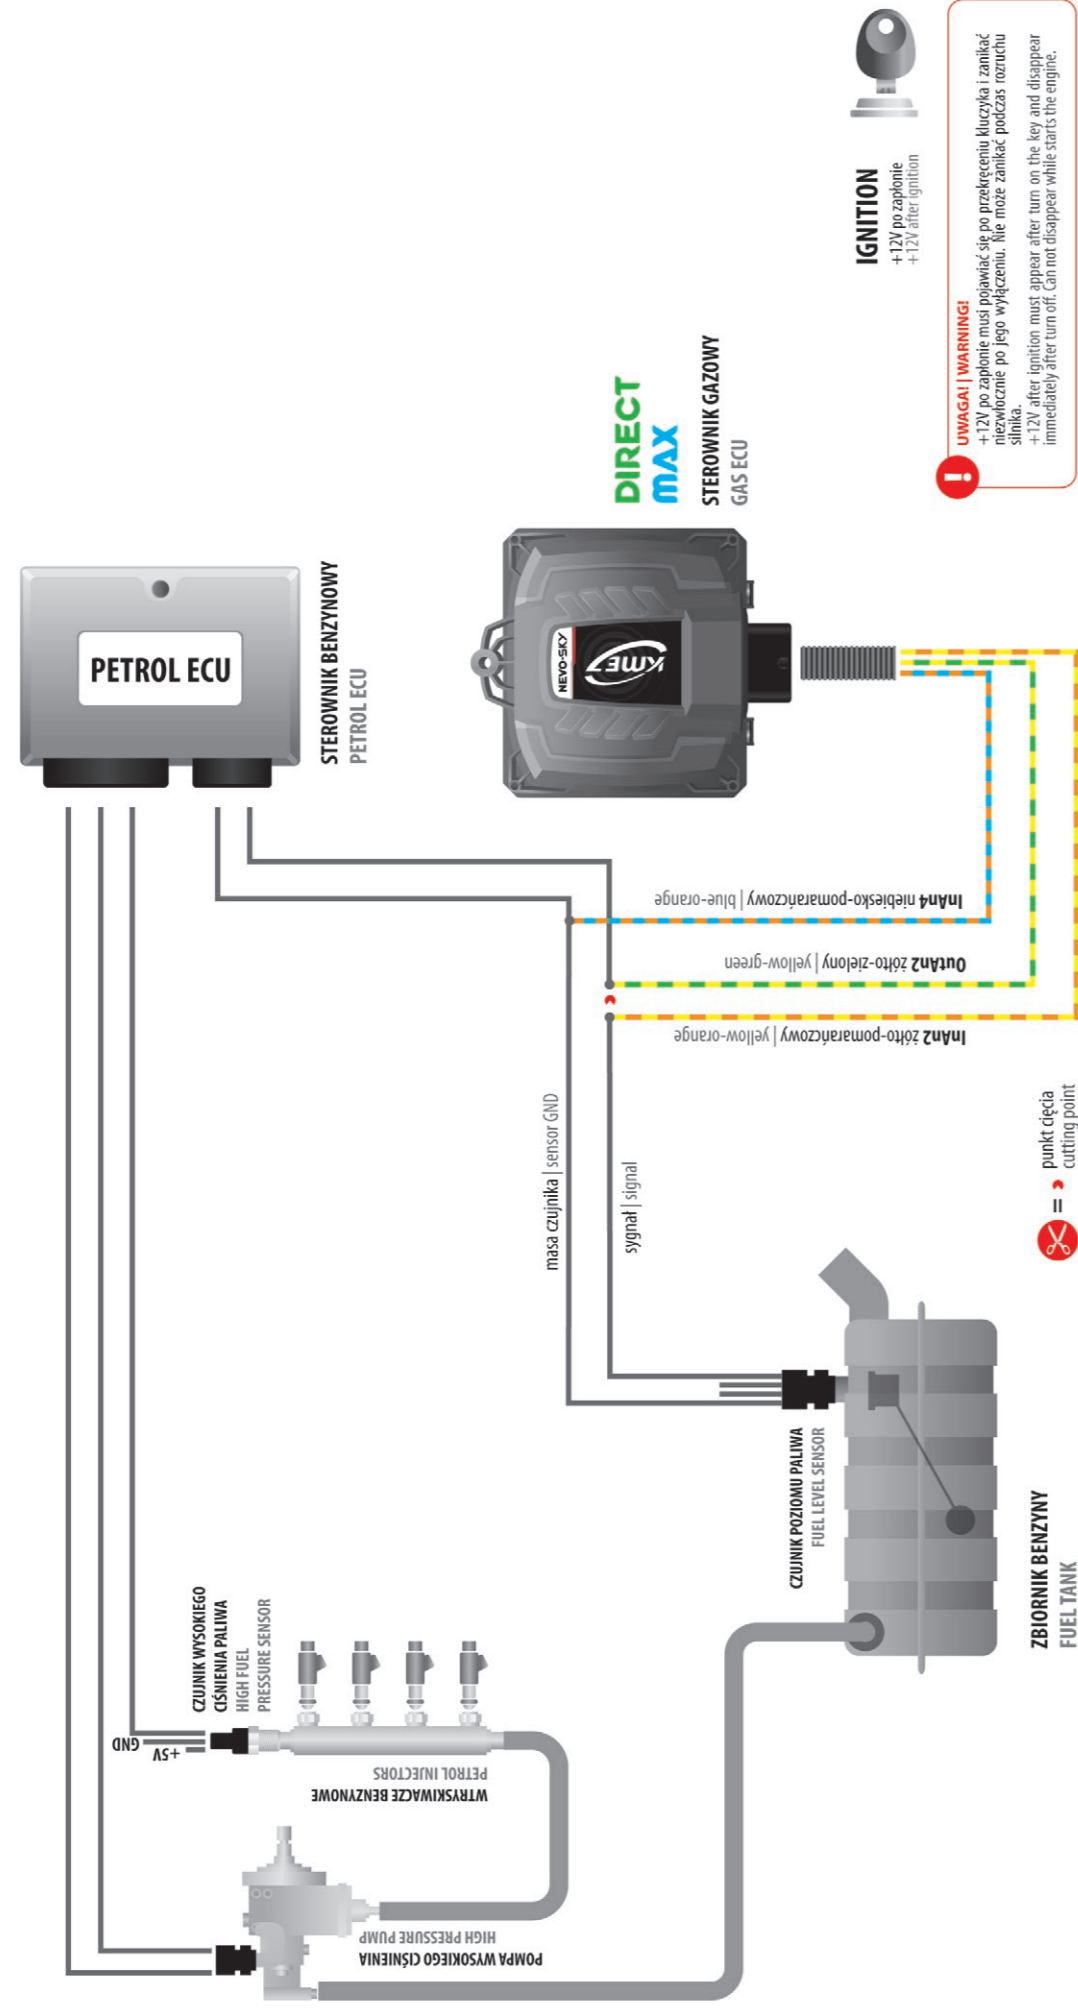 PETROL ECU
STEROWNIK BENZYNOWY
PETROL ECU
DIRECT
MAX
STEROWNIK GAZOWY
GAS ECU
NEVO-SKY
KME
IGNITION
+12V po zapłonie
+12V after ignition
UWAGA! | WARNING!
+12V po zapłonie musi pojawiać się po przekręceniu kluczyka i zanikać
niezwłocznie po jego wyłączeniu. Nie może zanikać podczas rozruchu
silnika.
+12V after ignition must appear after turn on the key and disappear
immediately after turn off. Can not disappear while starts the engine.
InAn4 niebiesko-pomarańczowy | blue-orange
OutAn2 żółto-zielony | yellow-green
InAn2 żółto-pomarańczowy | yellow-orange
masa czujnika | sensor GND
sygnał | signal
= punkt cięcia
cutting point
CZUJNIK POZIOMU PALIWA
FUEL LEVEL SENSOR
ZBIORNIK BENZYNY
FUEL TANK
CZUJNIK WYSOKIEGO
CIŚNIENIA PALIWA
HIGH FUEL
PRESSURE SENSOR
GND
+5V
WTRYSKIWACZE BENZYNOWE
PETROL INJECTORS
POMPA WYSOKIEGO CIŚNIENIA
HIGH PRESSURE PUMP